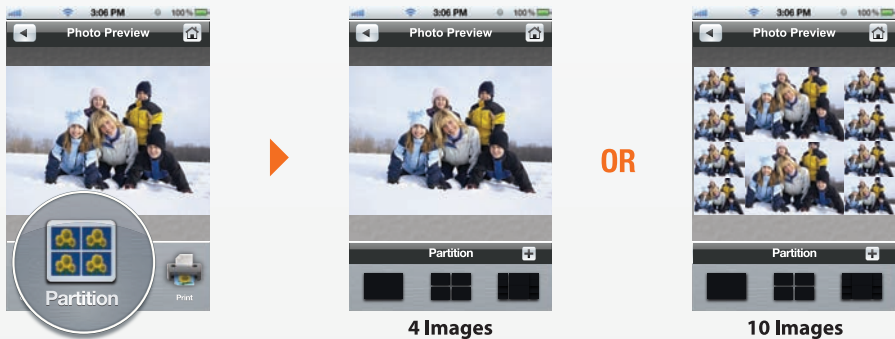 3:06 PM 100%
Photo Preview
Partition
Print
3:06 PM 100%
Photo Preview
Partition
4 Images
OR
3:06 PM 100%
Photo Preview
Partition
10 Images